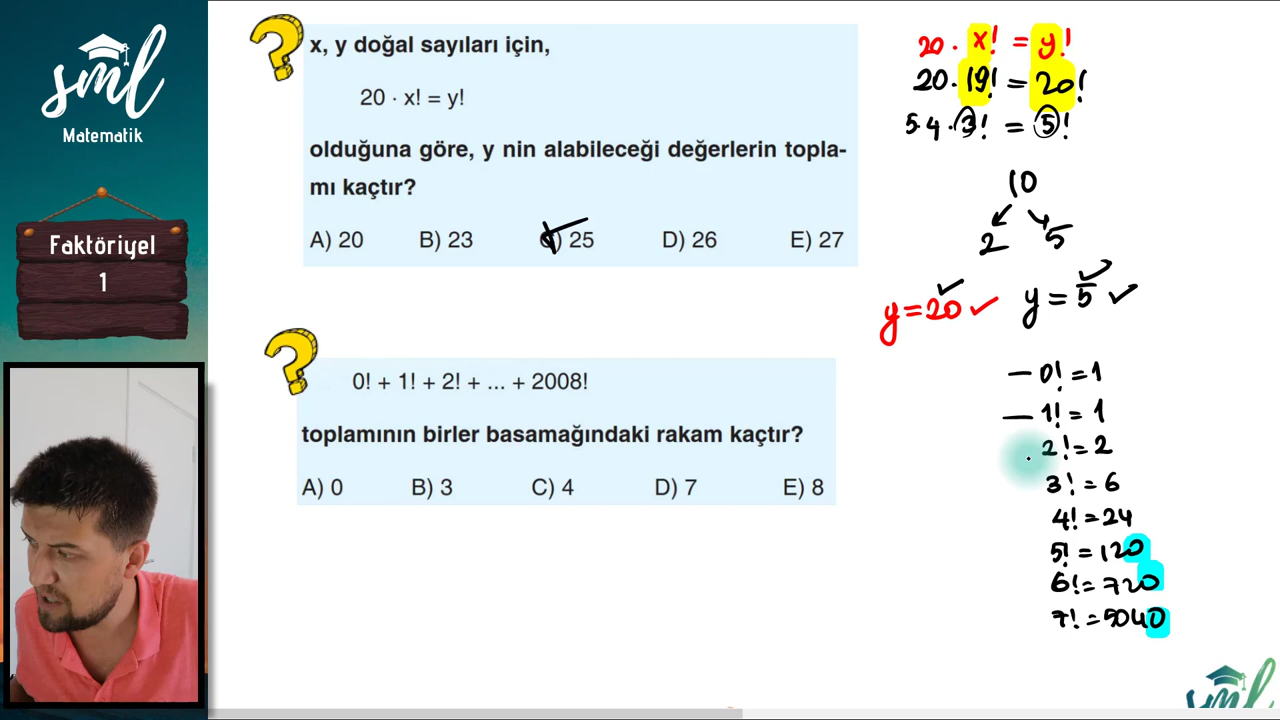 sml
Matematik
Faktöriyel
1
x, y doğal sayıları için,
20 · x! = y!
olduğuna göre, y nin alabileceği değerlerin topla-
mı kaçtır?
A) 20 B) 23 C) 25 D) 26 E) 27
0! + 1! + 2! + ... + 2008!
toplamının birler basamağındaki rakam kaçtır?
A) 0 B) 3 C) 4 D) 7 E) 8
20 · x! = y!
20 · 19! = 20!
5 · 4 · 3! = 5!
10
2 5
y = 20 y = 5
0! = 1
1! = 1
2! = 2
3! = 6
4! = 24
5! = 120
6! = 720
7! = 5040
sml